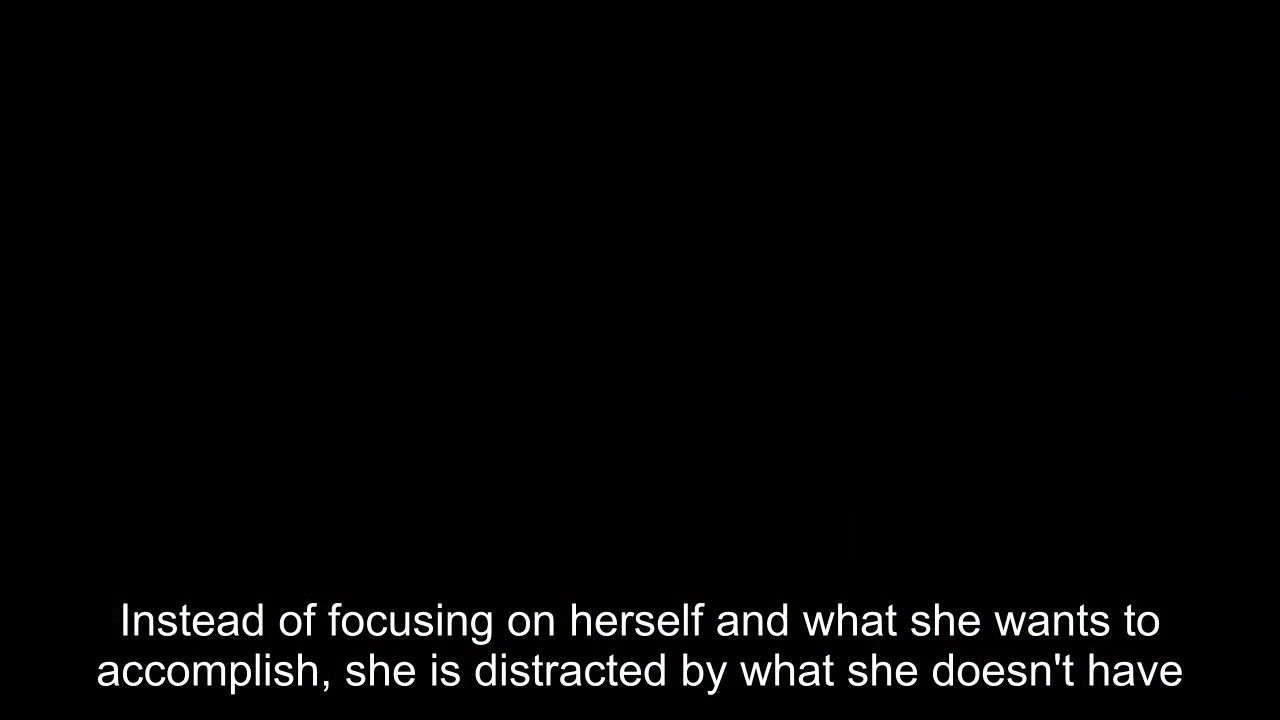 Instead of focusing on herself and what she wants to
accomplish, she is distracted by what she doesn't have